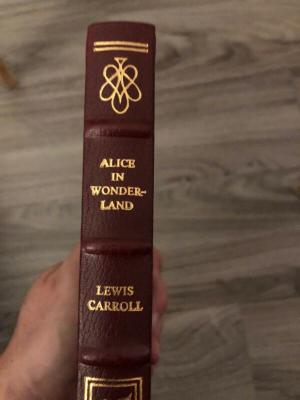 ALICE
IN
WONDER-
LAND
LEWIS
CARROLL